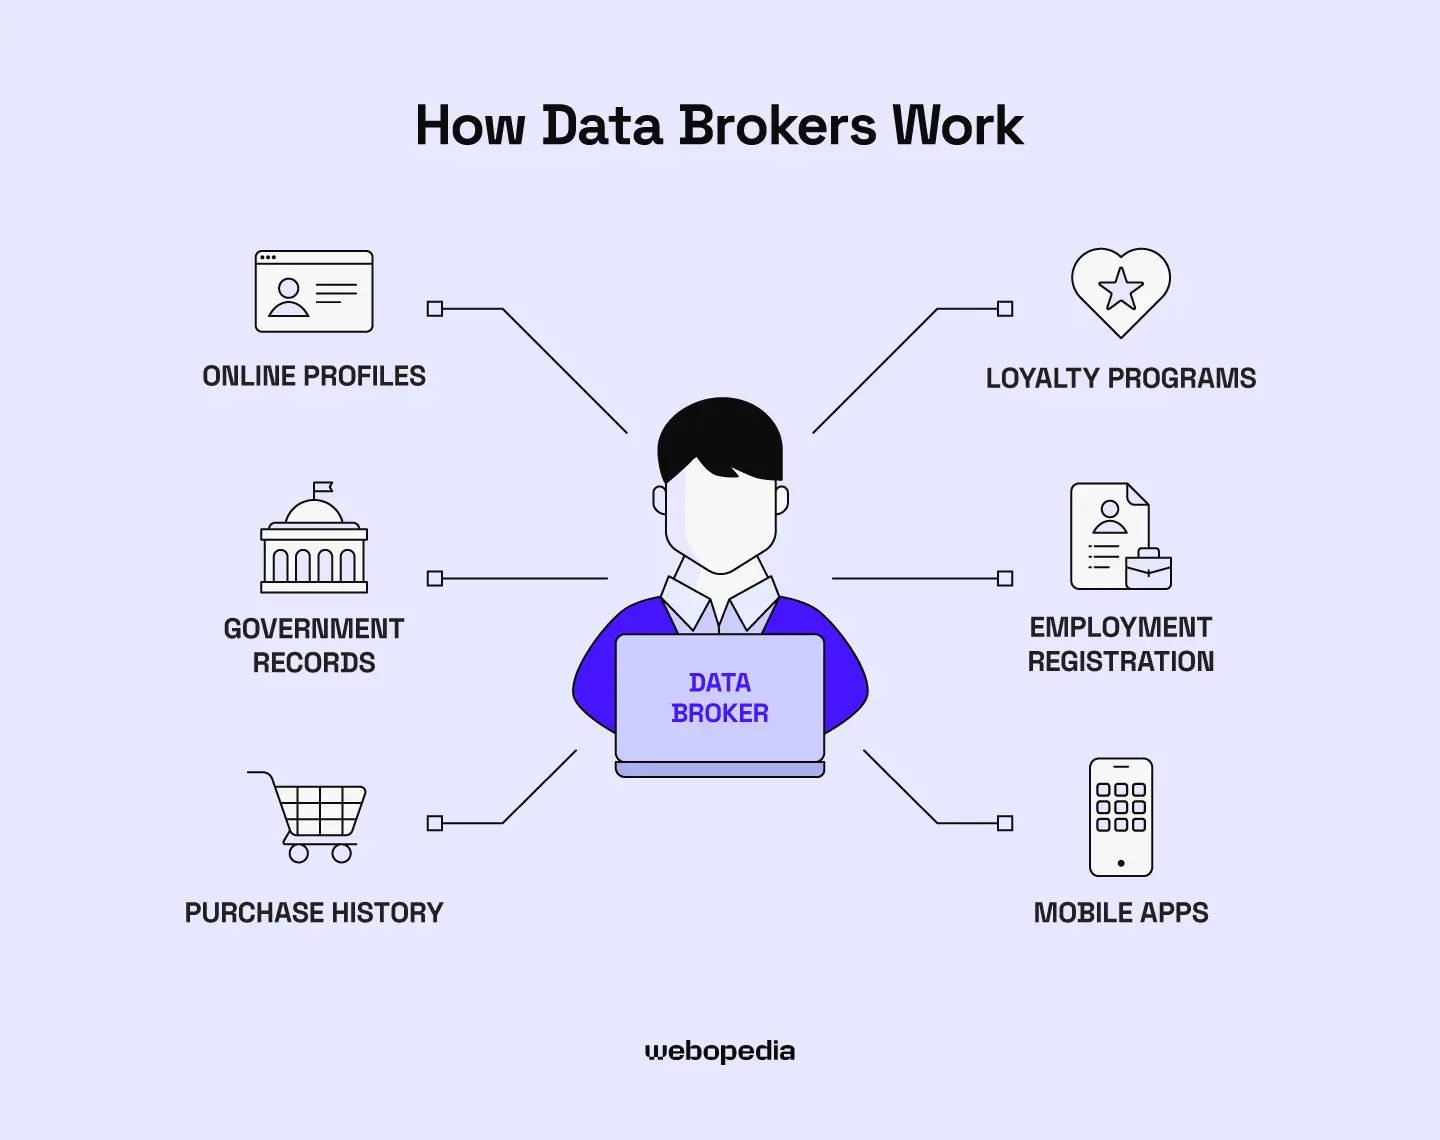 How Data Brokers Work
ONLINE PROFILES
LOYALTY PROGRAMS
GOVERNMENT
RECORDS
EMPLOYMENT
REGISTRATION
DATA
BROKER
PURCHASE HISTORY
MOBILE APPS
webopedia